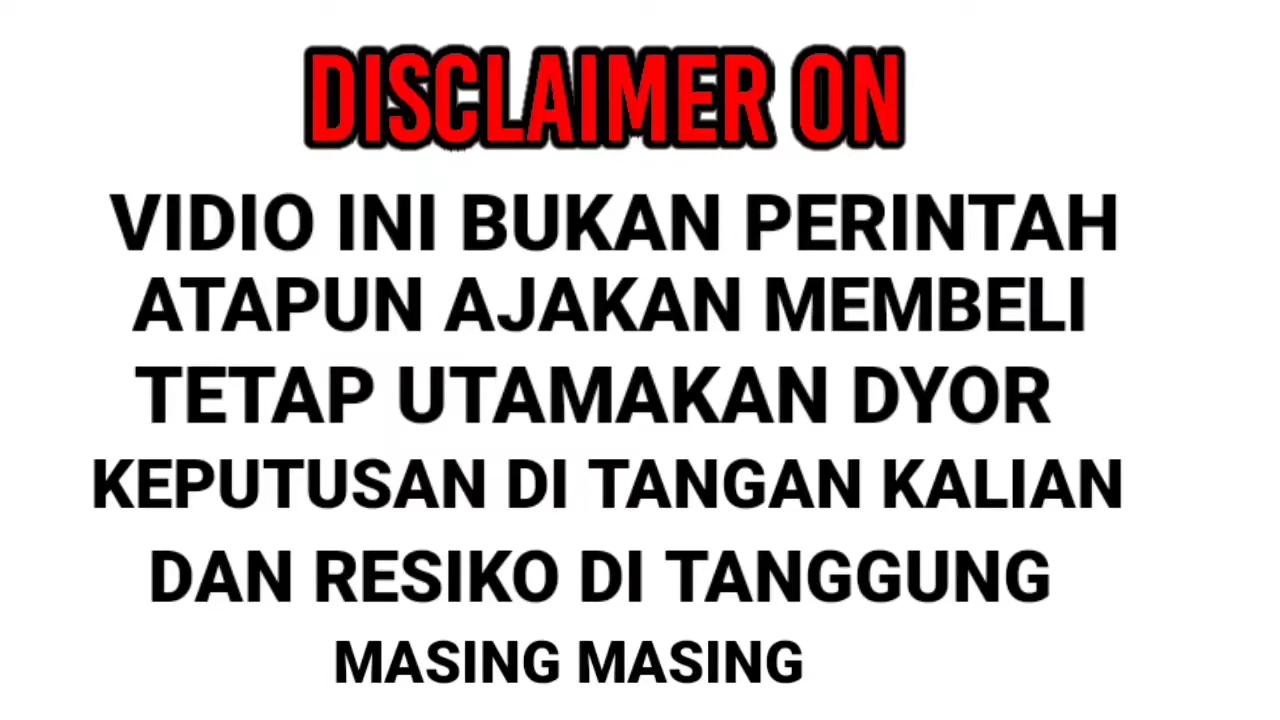 DISCLAIMER ON
VIDIO INI BUKAN PERINTAH
ATAPUN AJAKAN MEMBELI
TETAP UTAMAKAN DYOR
KEPUTUSAN DI TANGAN KALIAN
DAN RESIKO DI TANGGUNG
MASING MASING